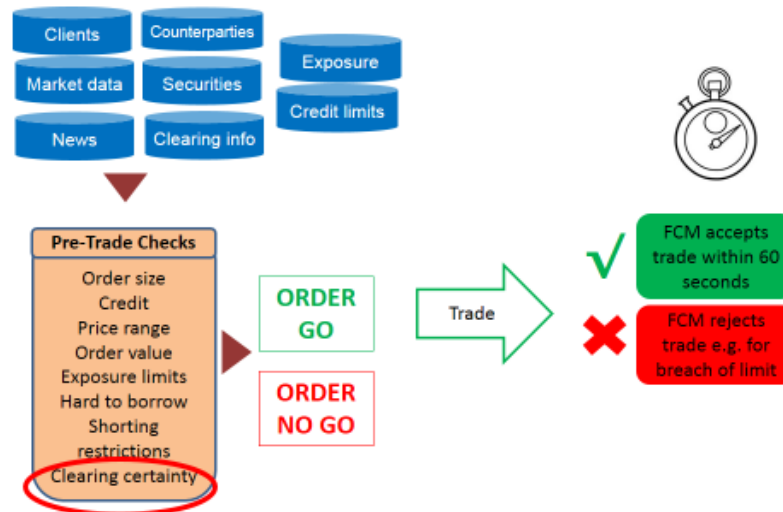 Clients
Counterparties
Exposure
Market data
Securities
Credit limits
News
Clearing info
Pre-Trade Checks
Order size
Credit
Price range
Order value
Exposure limits
Hard to borrow
Shorting
restrictions
Clearing certainty
ORDER
GO
ORDER
NO GO
Trade
FCM accepts
trade within 60
seconds
FCM rejects
trade e.g. for
breach of limit